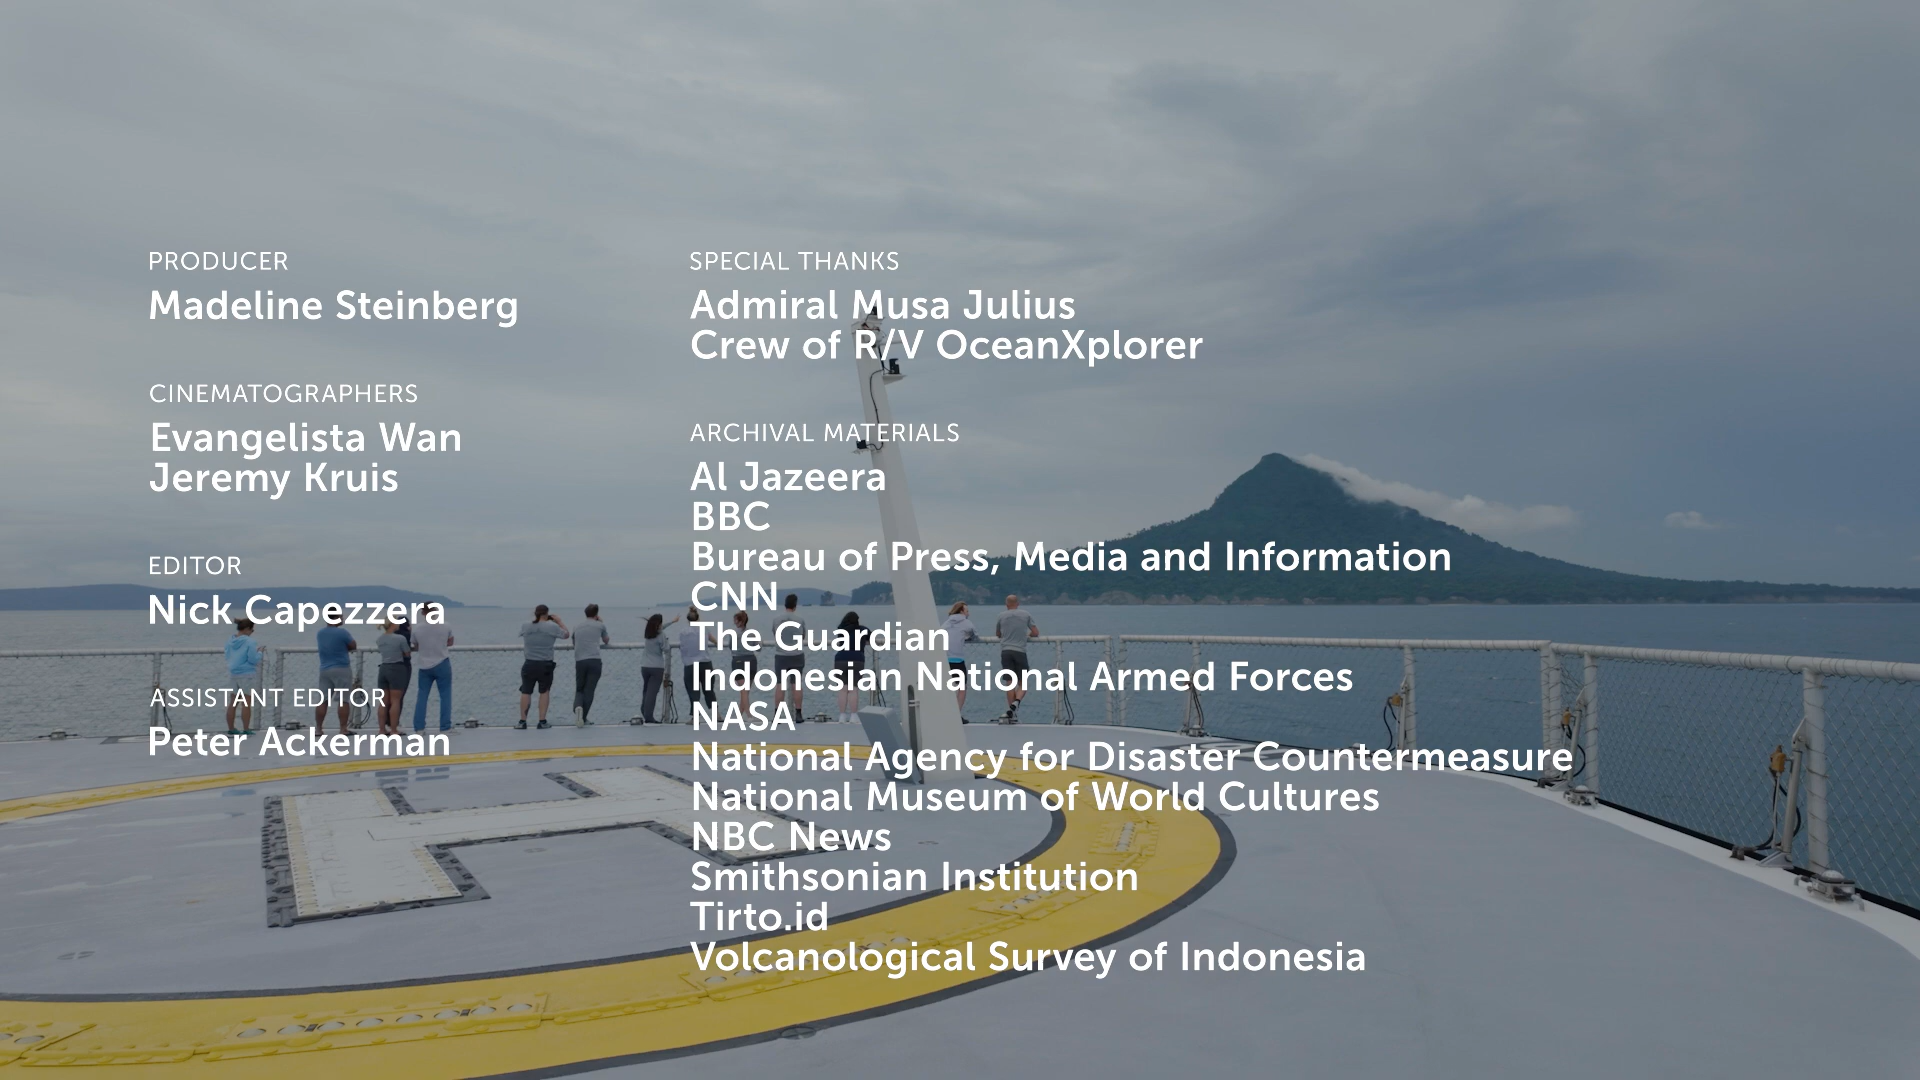 PRODUCER
Madeline Steinberg
CINEMATOGRAPHERS
Evangelista Wan
Jeremy Kruis
EDITOR
Nick Capezzera
ASSISTANT EDITOR
Peter Ackerman
SPECIAL THANKS
Admiral Musa Julius
Crew of R/V OceanXplorer
ARCHIVAL MATERIALS
Al Jazeera
BBC
Bureau of Press, Media and Information
CNN
The Guardian
Indonesian National Armed Forces
NASA
National Agency for Disaster Countermeasure
National Museum of World Cultures
NBC News
Smithsonian Institution
Tirto.id
Volcanological Survey of Indonesia